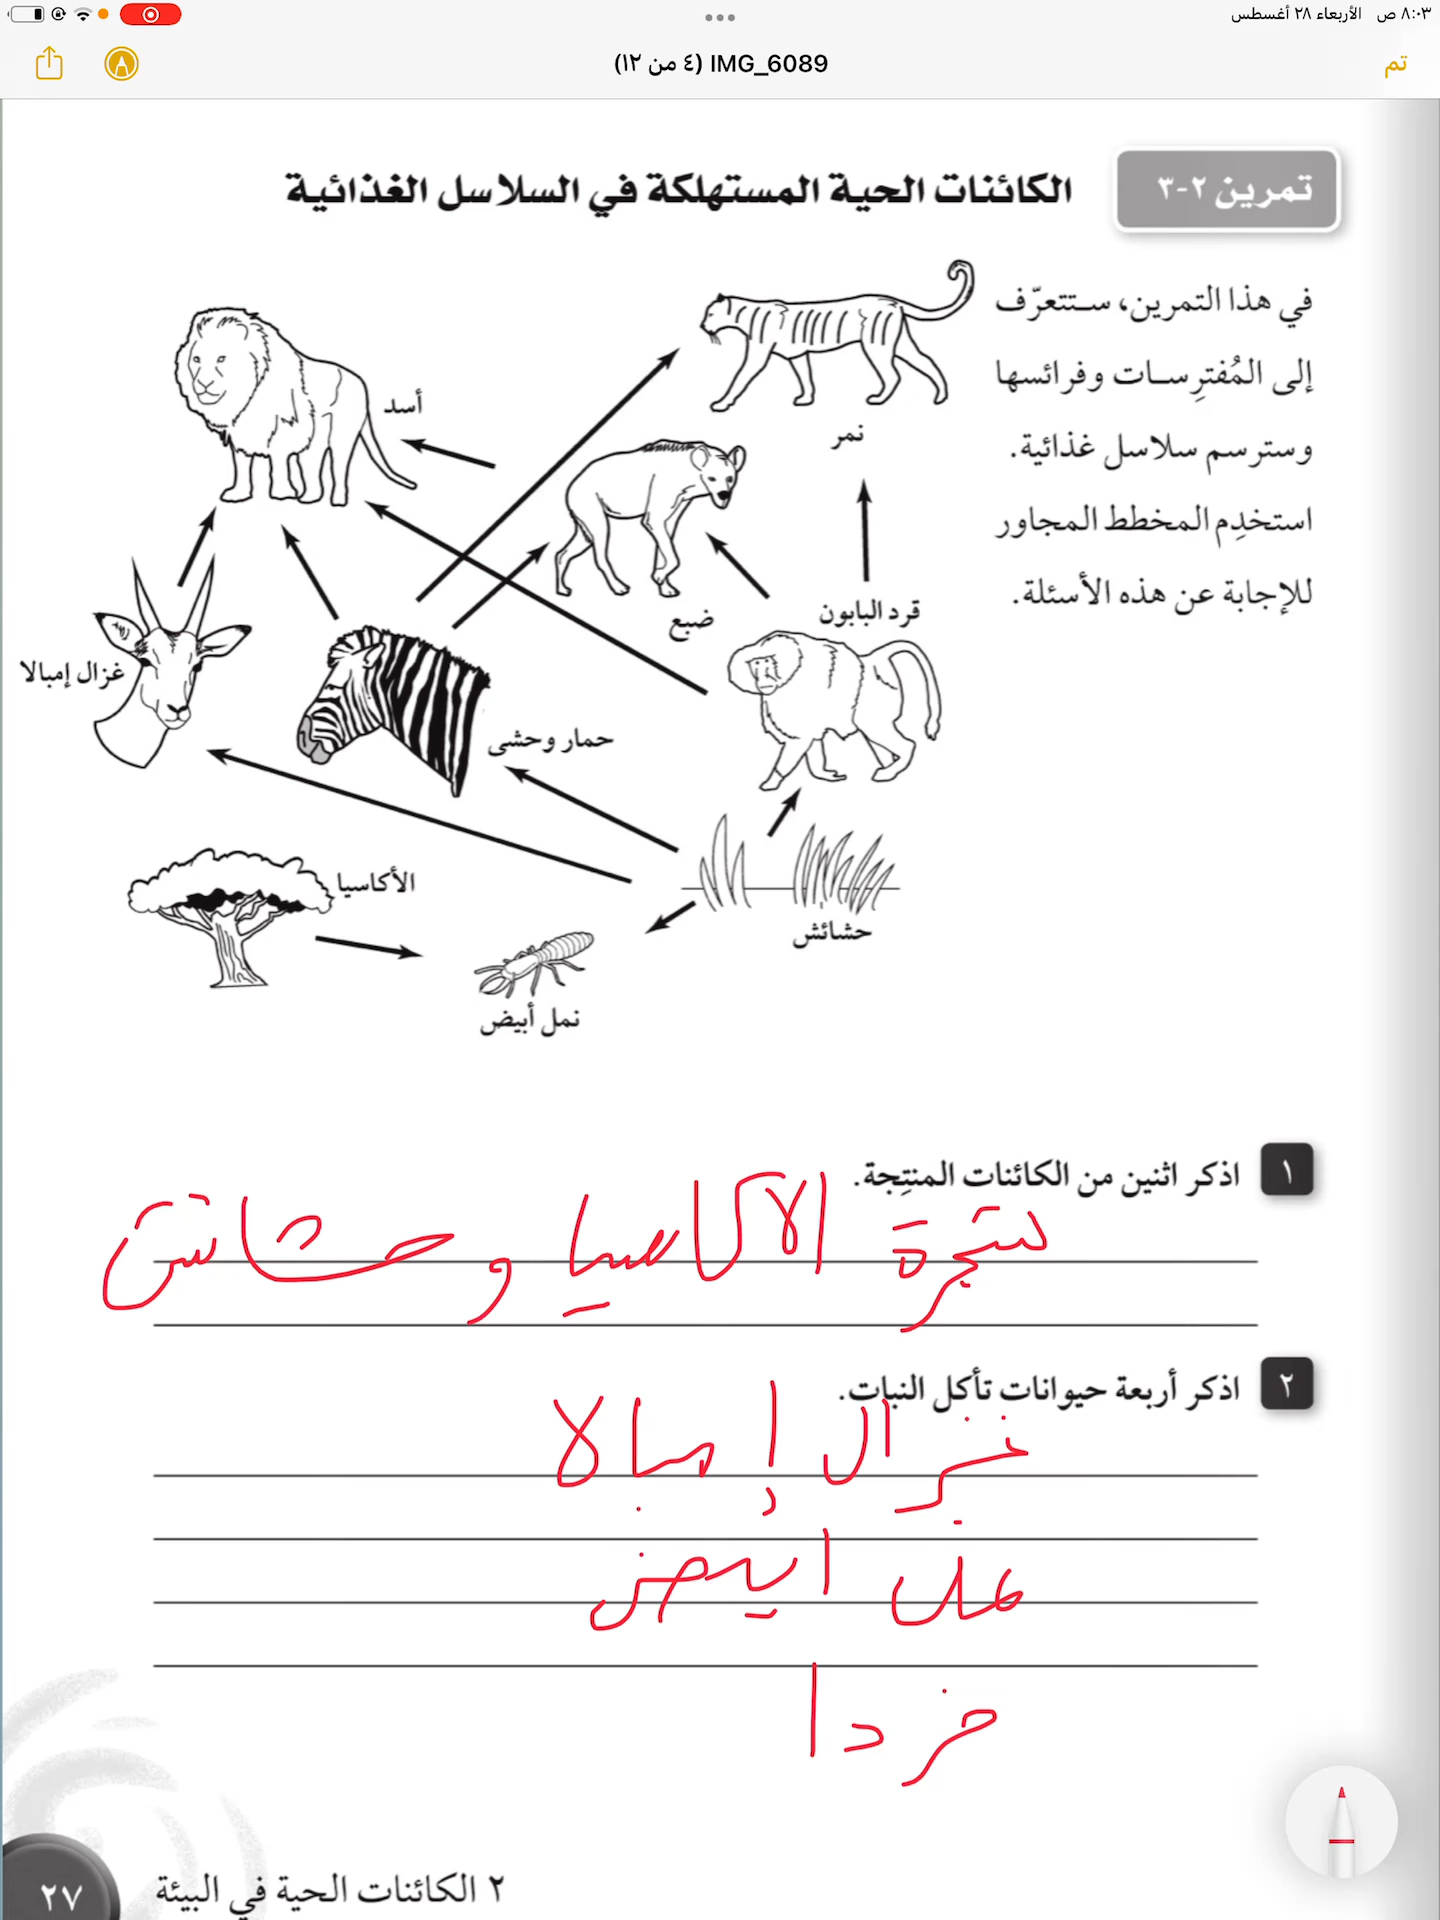 ٨:٠٣ ص الأربعاء ٢٨ أغسطس
تم
IMG_6089 (٤ من ١٢)
تمرين ٢-٣
الكائنات الحية المستهلكة في السلاسل الغذائية
في هذا التمرين، ستتعرّف
إلى المُفترِسات وفرائسها
وسترسم سلاسل غذائية.
استخدِم المخطط المجاور
للإجابة عن هذه الأسئلة.
نمر
أسد
ضبع
قرد البابون
غزال إمبالا
حمار وحشى
الأكاسيا
حشائش
نمل أبيض
١ اذكر اثنين من الكائنات المنتِجة.
شجرة الاكاسيا و حشائش
٢ اذكر أربعة حيوانات تأكل النبات.
غزال إمبالا
نمل ابيض
٢ الكائنات الحية في البيئة
٢٧